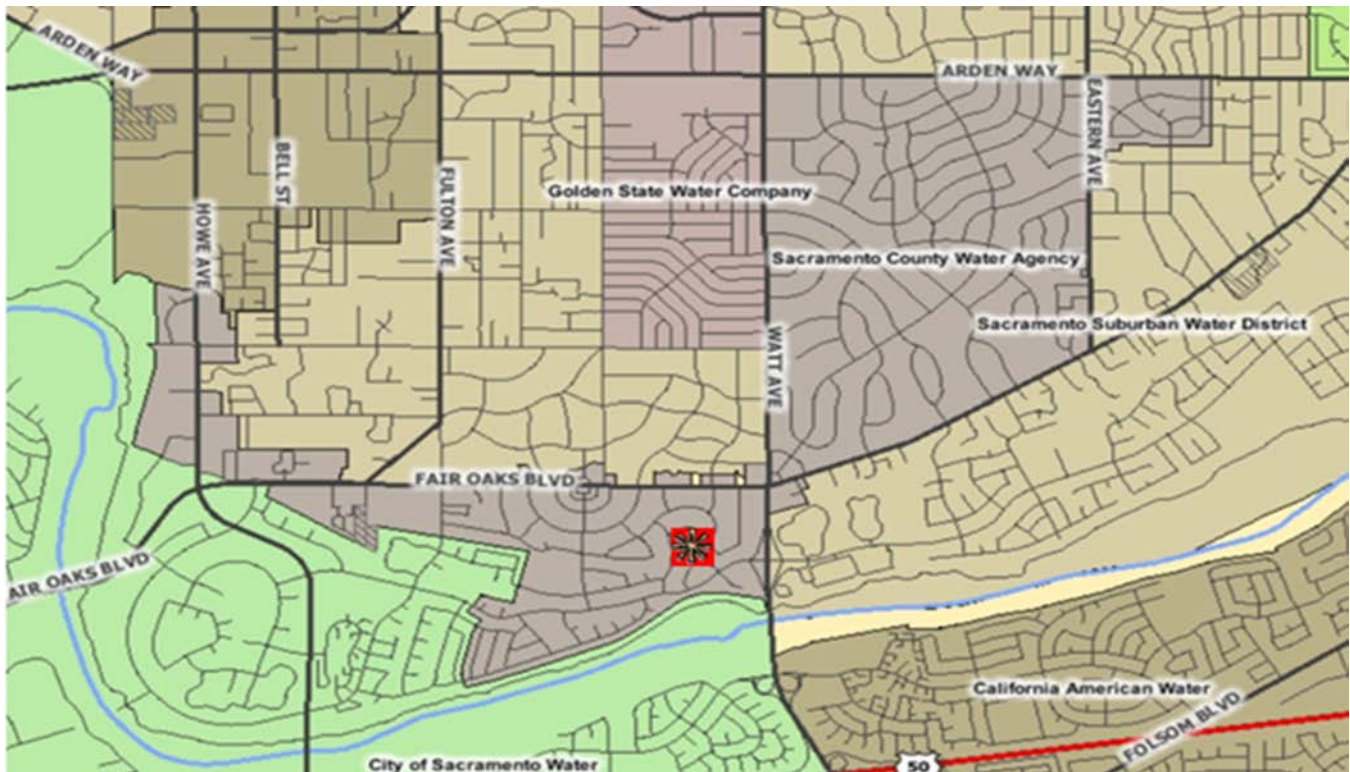 ARDEN WAY
ARDEN WAY
EASTERN AVE
BELL ST
FULTON AVE
Golden State Water Company
HOWE AVE
Sacramento County Water Agency
Sacramento Suburban Water District
WATT AVE
FAIR OAKS BLVD
AIR OAKS BLVD
California American Water
FOLSOM BLVD
City of Sacramento Water
50